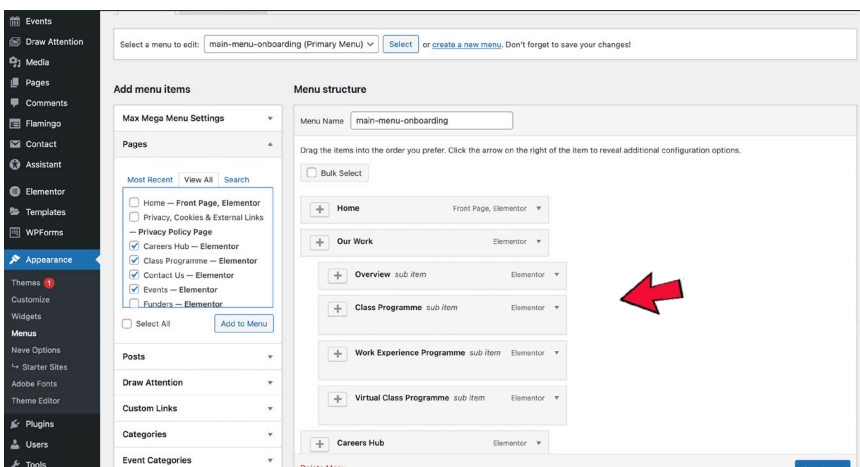 Events
Draw Attention
Media
Pages
Comments
Flamingo
Contact
Assistant
Elementor
Templates
WPForms
Appearance
Themes 1
Customize
Widgets
Menus
Neve Options
↳ Starter Sites
Adobe Fonts
Theme Editor
Plugins
Users
Tools
Select a menu to edit: main-menu-onboarding (Primary Menu) Select or create a new menu. Don't forget to save your changes!
Add menu items
Max Mega Menu Settings
Pages
Most Recent View All Search
Home — Front Page, Elementor
Privacy, Cookies & External Links
— Privacy Policy Page
Careers Hub — Elementor
Class Programme — Elementor
Contact Us — Elementor
Events — Elementor
Funders — Elementor
Select All Add to Menu
Posts
Draw Attention
Custom Links
Categories
Event Categories
Menu structure
Menu Name main-menu-onboarding
Drag the items into the order you prefer. Click the arrow on the right of the item to reveal additional configuration options.
Bulk Select
Home Front Page, Elementor
Our Work Elementor
Overview sub item Elementor
Class Programme sub item Elementor
Work Experience Programme sub item Elementor
Virtual Class Programme sub item Elementor
Careers Hub Elementor
Delete Menu